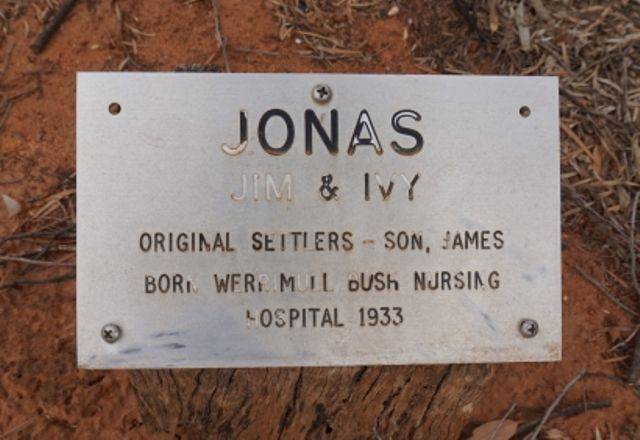 JONAS
JIM & IVY
ORIGINAL SETTLERS - SON, JAMES
BORN WERRIMULL BUSH NURSING
HOSPITAL 1933